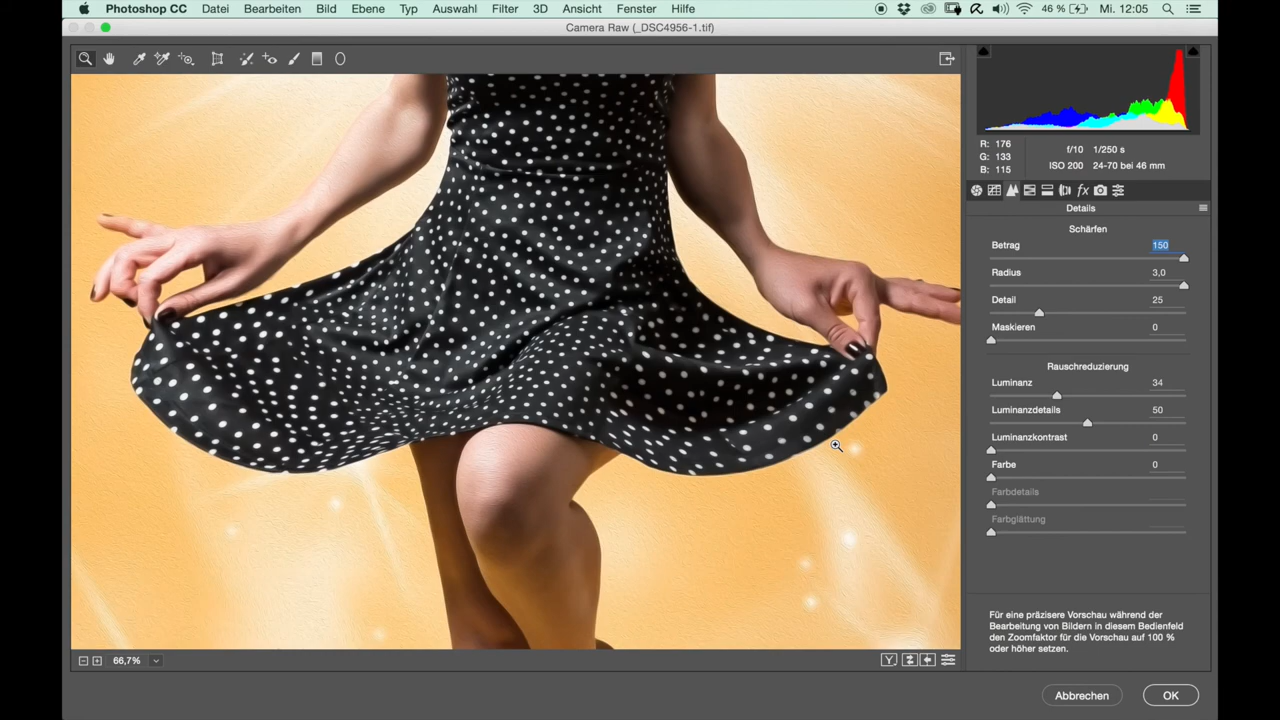 Photoshop CC Datei Bearbeiten Bild Ebene Typ Auswahl Filter 3D Ansicht Fenster Hilfe 46 % Mi. 12:05
Camera Raw (_DSC4956-1.tif)
R: 176
G: 133
B: 115
f/10 1/250 s
ISO 200 24-70 bei 46 mm
fx
Details
Schärfen
Betrag 150
Radius 3,0
Detail 25
Maskieren 0
Rauschreduzierung
Luminanz 34
Luminanzdetails 50
Luminanzkontrast 0
Farbe 0
Farbdetails
Farbglättung
Für eine präzisere Vorschau während der
Bearbeitung von Bildern in diesem Bedienfeld
den Zoomfaktor für die Vorschau auf 100 %
oder höher setzen.
66,7%
Y
Abbrechen OK